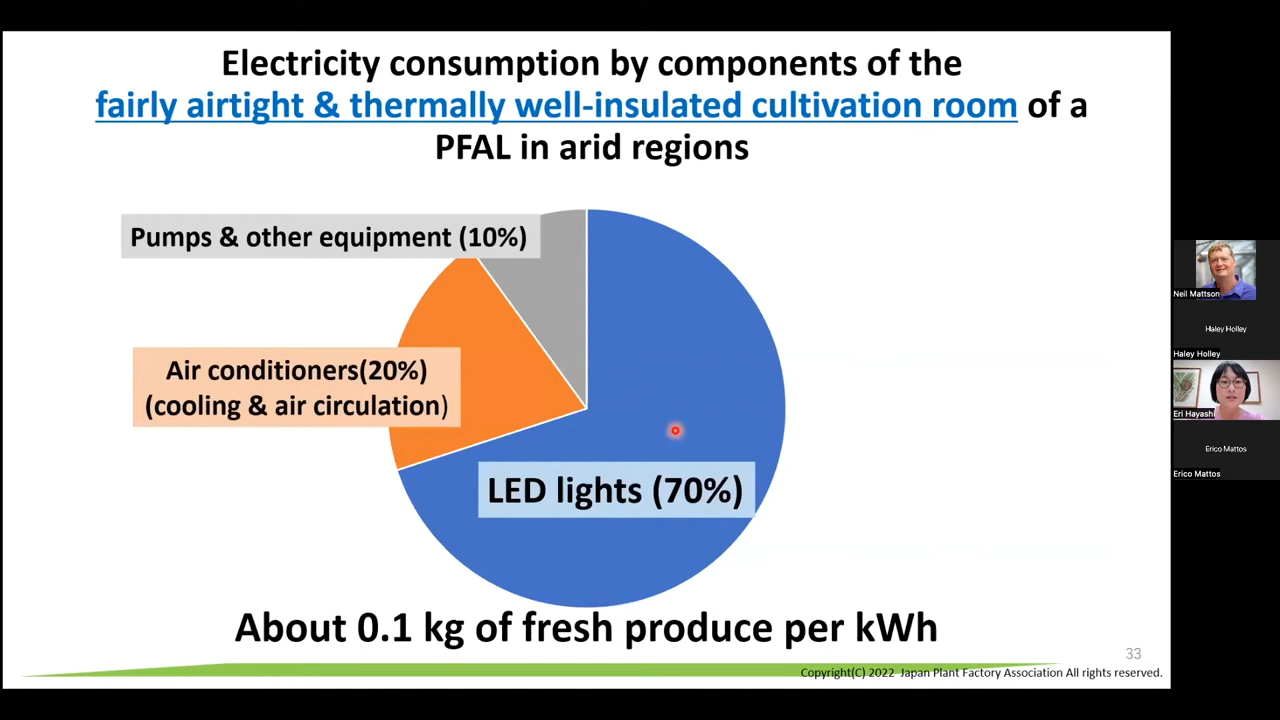 Electricity consumption by components of the
fairly airtight & thermally well-insulated cultivation room of a
PFAL in arid regions
Pumps & other equipment (10%)
Air conditioners(20%)
(cooling & air circulation)
LED lights (70%)
About 0.1 kg of fresh produce per kWh
33
Copyright(C) 2022 Japan Plant Factory Association All rights reserved.
Neil Mattson
Haley Holley
Haley Holley
Eri Hayashi
Erico Mattos
Erico Mattos